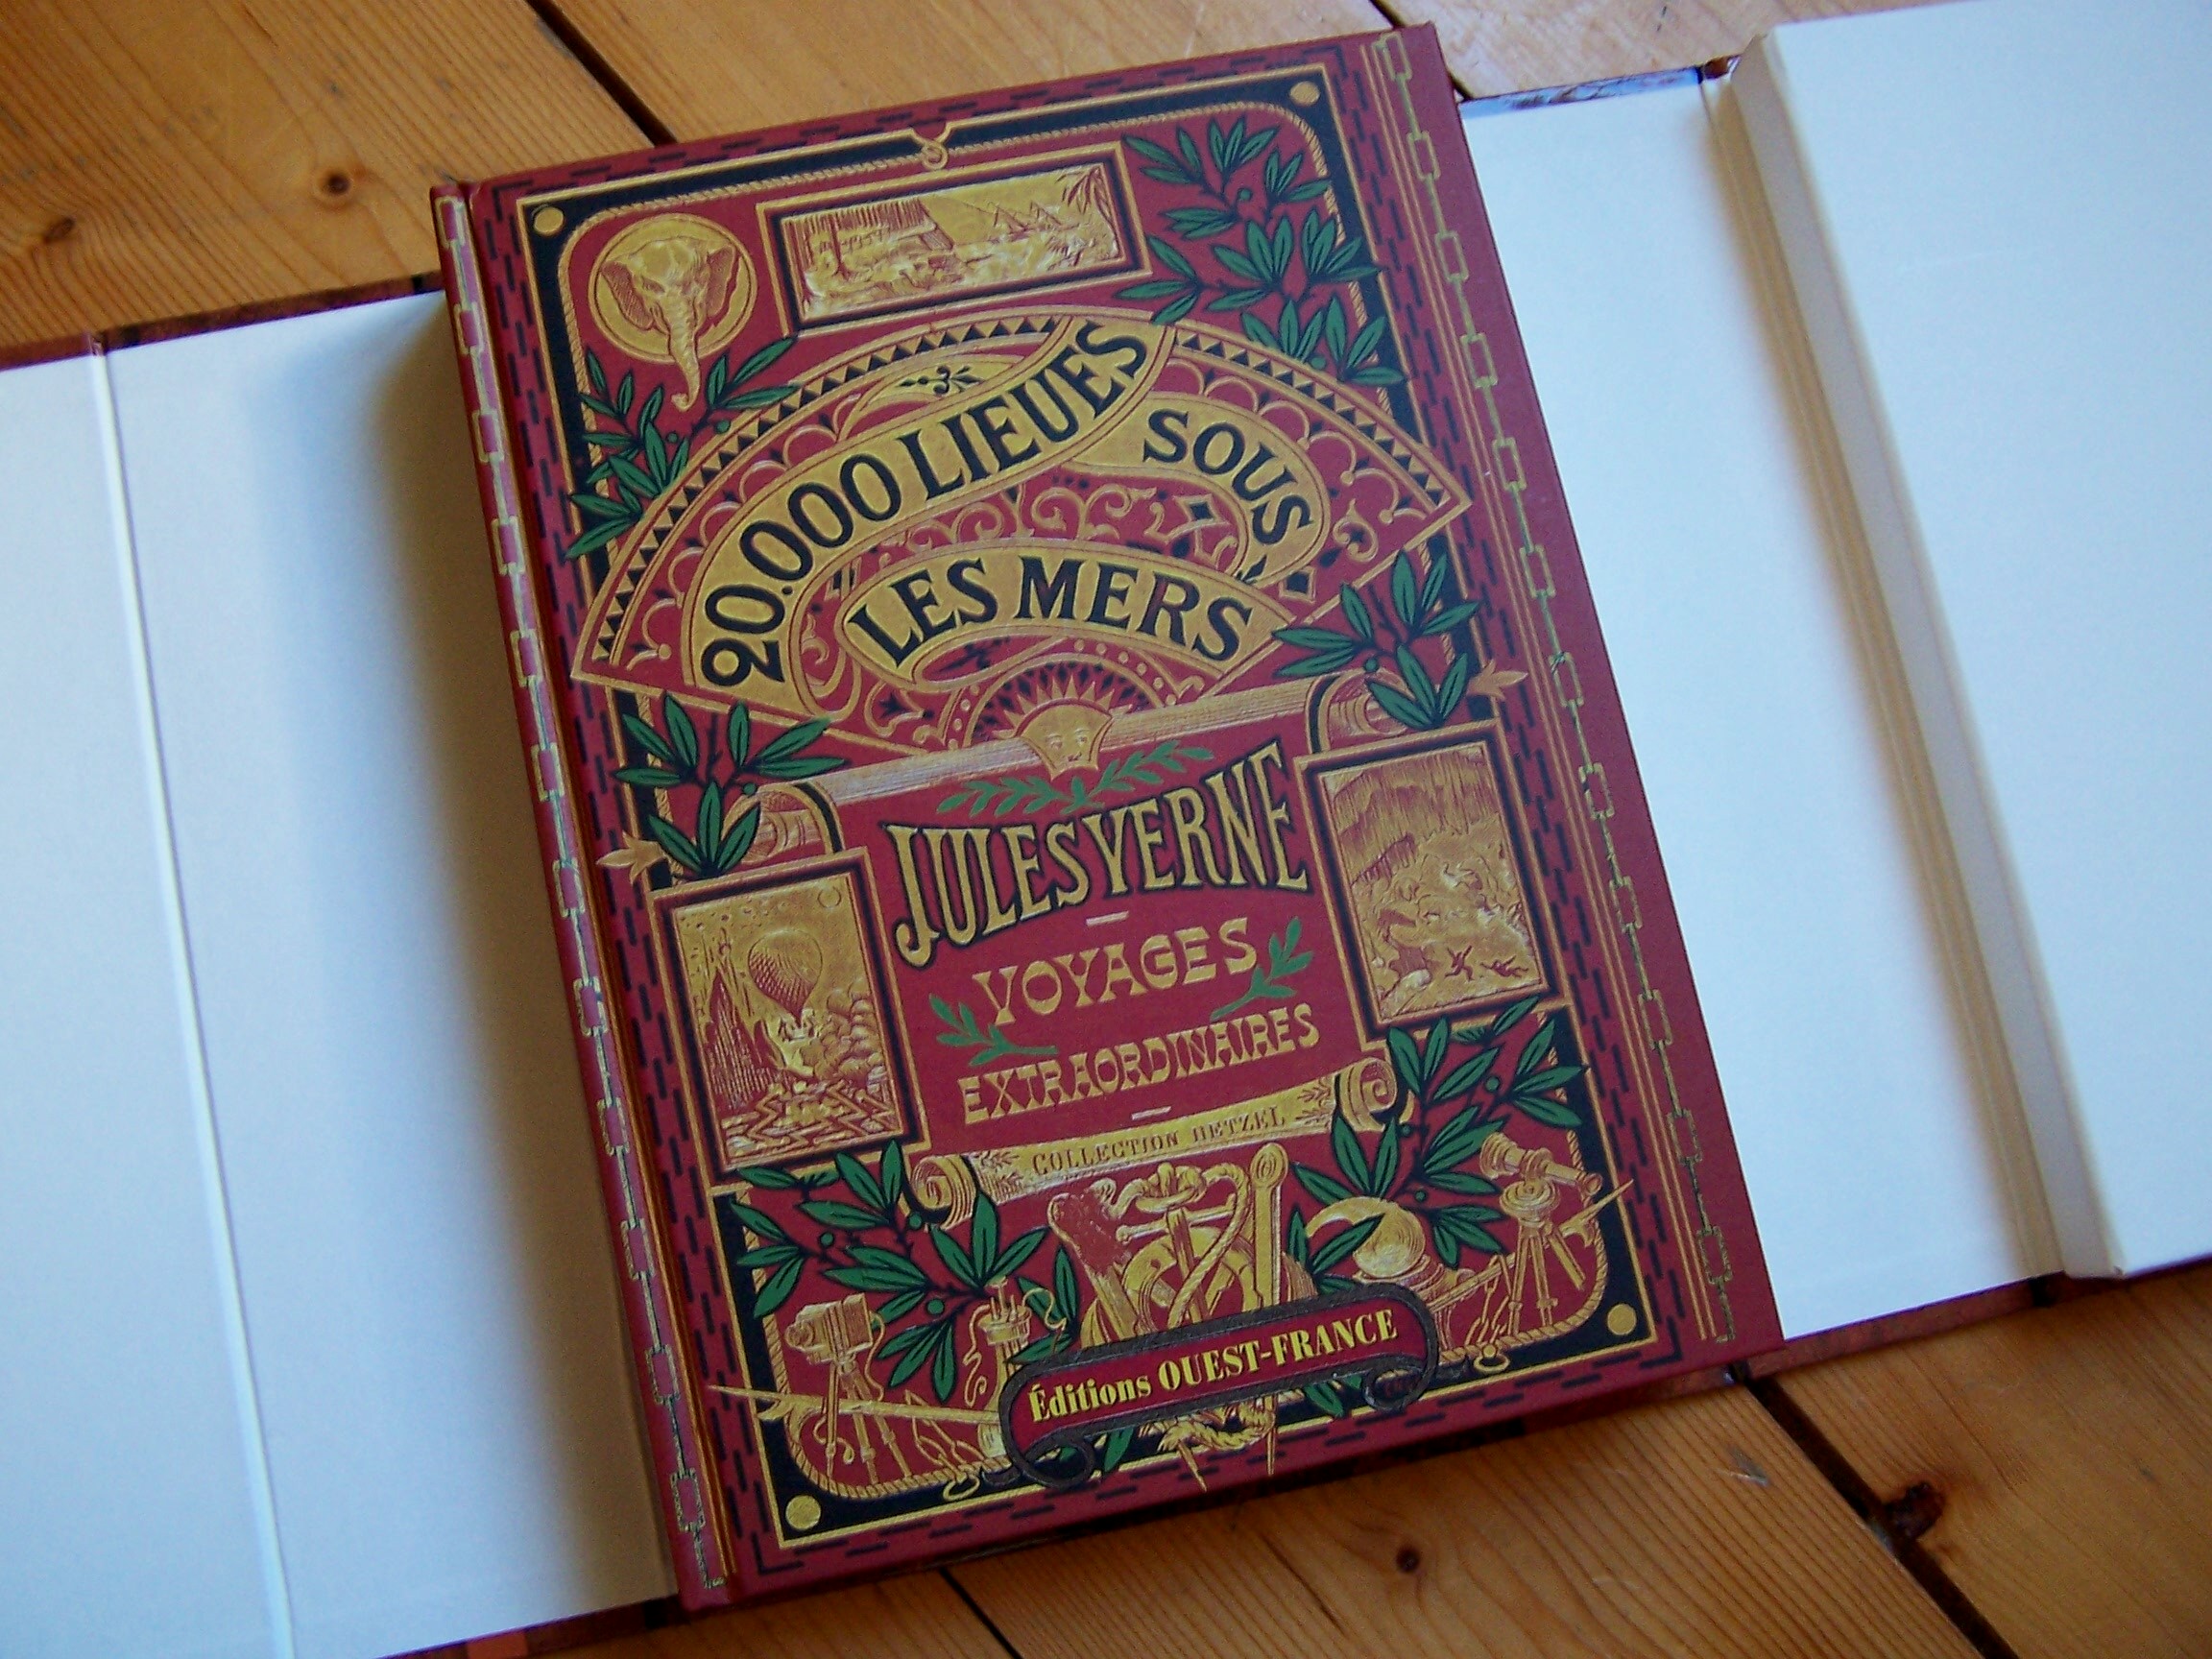 20.000 LIEUES
SOUS
LES MERS
JULES VERNE
VOYAGES
EXTRAORDINAIRES
COLLECTION HETZEL
Éditions OUEST-FRANCE